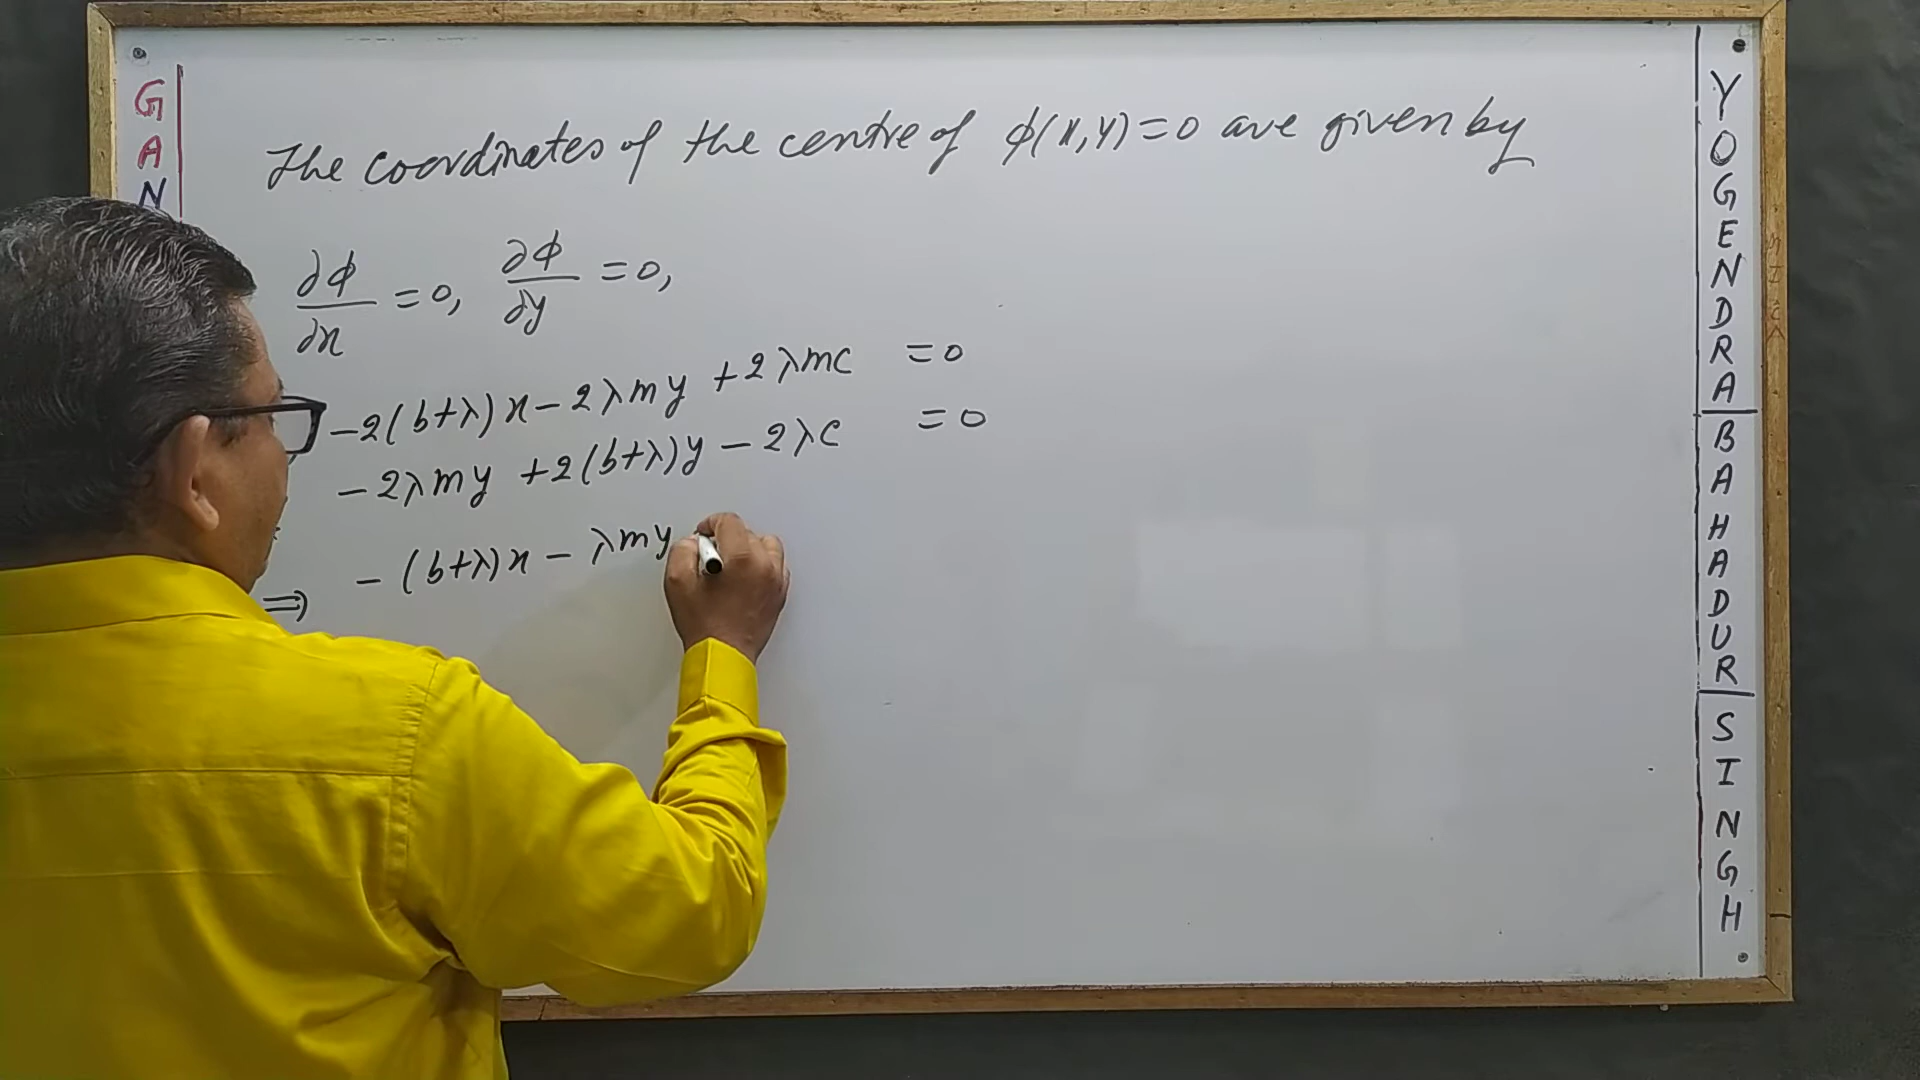 The coordinates of the centre of ϕ(x,y)=0 are given by
∂ϕ/∂x =0, ∂ϕ/∂y =0,
-2(b+λ)x-2λmy+2λmc =0
-2λmy+2(b+λ)y-2λc =0
⇒ -(b+λ)x-λmy
GAN
YOGENDRA
BAHADUR
SINGH